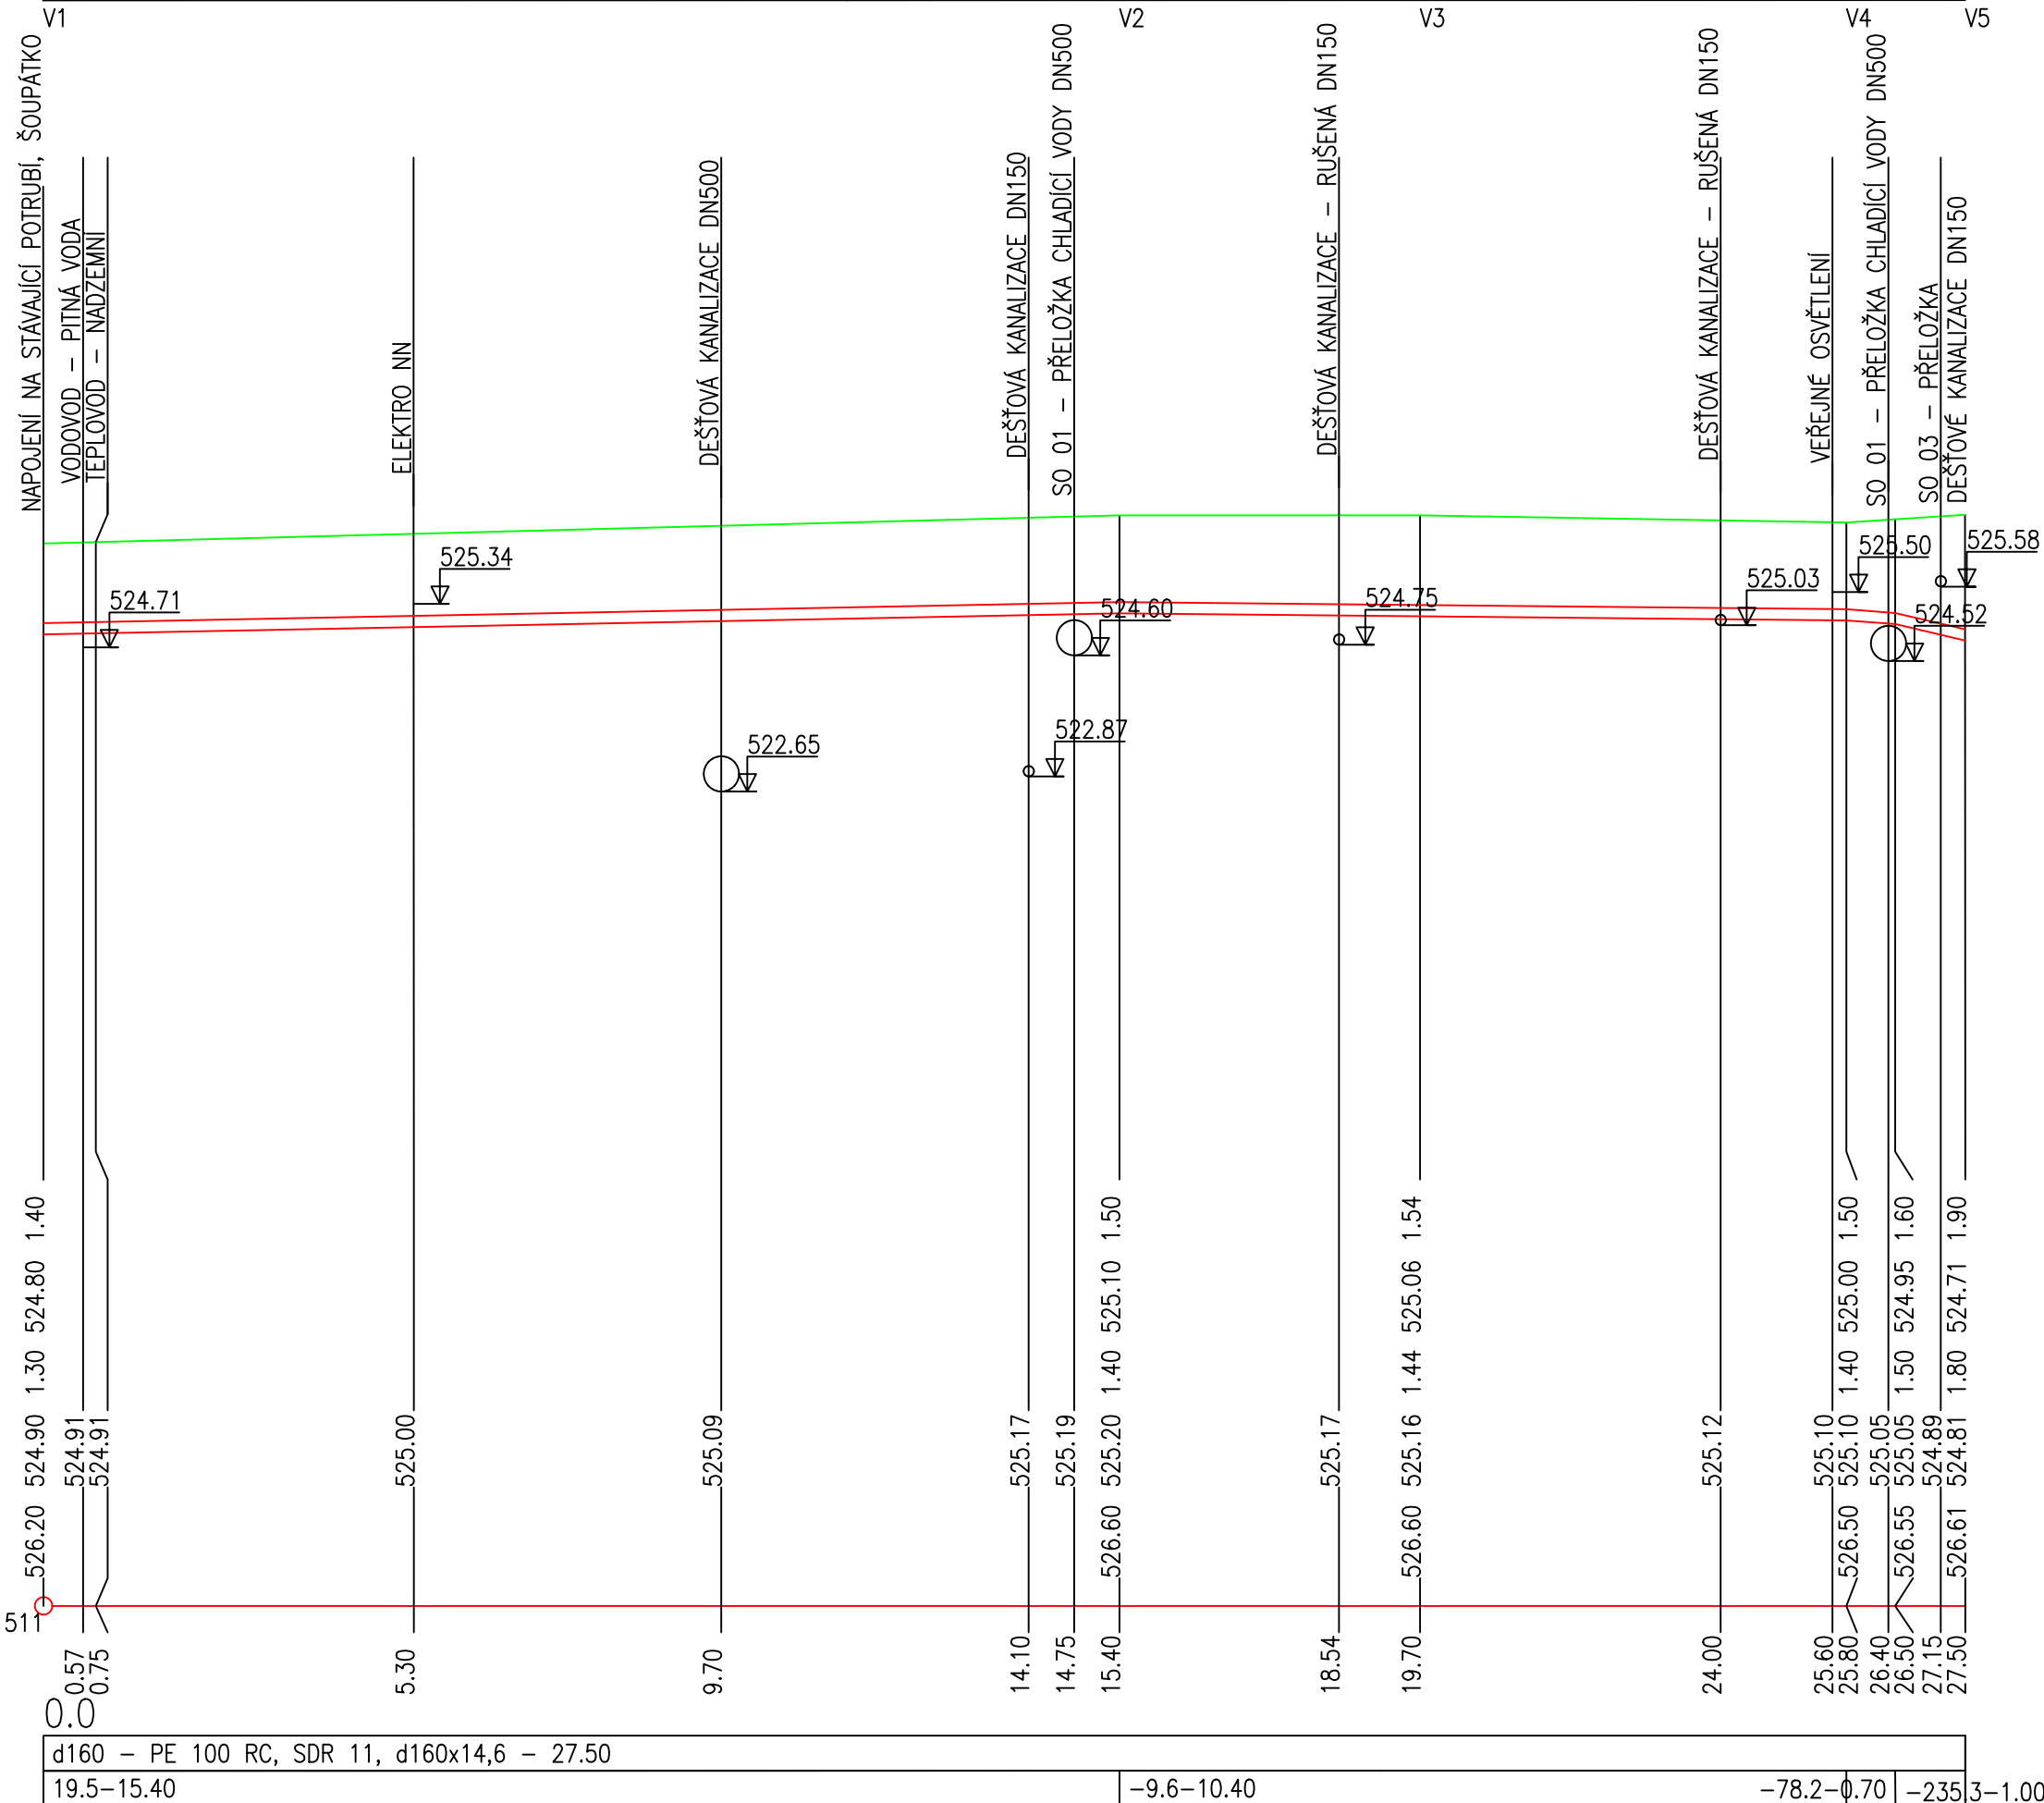 V1
V2
V3
V4
V5
NAPOJENÍ NA STÁVAJÍCÍ POTRUBÍ, ŠOUPÁTKO
VODOVOD - PITNÁ VODA
TEPLOVOD - NADZEMNÍ
ELEKTRO NN
DEŠŤOVÁ KANALIZACE DN500
DEŠŤOVÁ KANALIZACE DN150
SO 01 - PŘELOŽKA CHLADÍCÍ VODY DN500
DEŠŤOVÁ KANALIZACE - RUŠENÁ DN150
DEŠŤOVÁ KANALIZACE - RUŠENÁ DN150
VEŘEJNÉ OSVĚTLENÍ
SO 01 - PŘELOŽKA CHLADÍCÍ VODY DN500
SO 03 - PŘELOŽKA
DEŠŤOVÉ KANALIZACE DN150
524.71
525.34
522.65
522.87
524.60
524.75
525.03
525.50
524.52
525.58
526.20 524.90 1.30 524.80 1.40
524.91
524.91
525.00
525.09
525.17
525.19
526.60 525.20 1.40 525.10 1.50
525.17
526.60 525.16 1.44 525.06 1.54
525.12
525.10
526.50 525.10 1.40 525.00 1.50
525.05
526.55 525.05 1.50 524.95 1.60
524.89
526.61 524.81 1.80 524.71 1.90
511
0.57
0.75
5.30
9.70
14.10
14.75
15.40
18.54
19.70
24.00
25.60
25.80
26.40
26.50
27.15
27.50
0.0
d160 - PE 100 RC, SDR 11, d160x14,6 - 27.50
19.5-15.40
-9.6-10.40
-78.2-0.70
-235.3-1.00